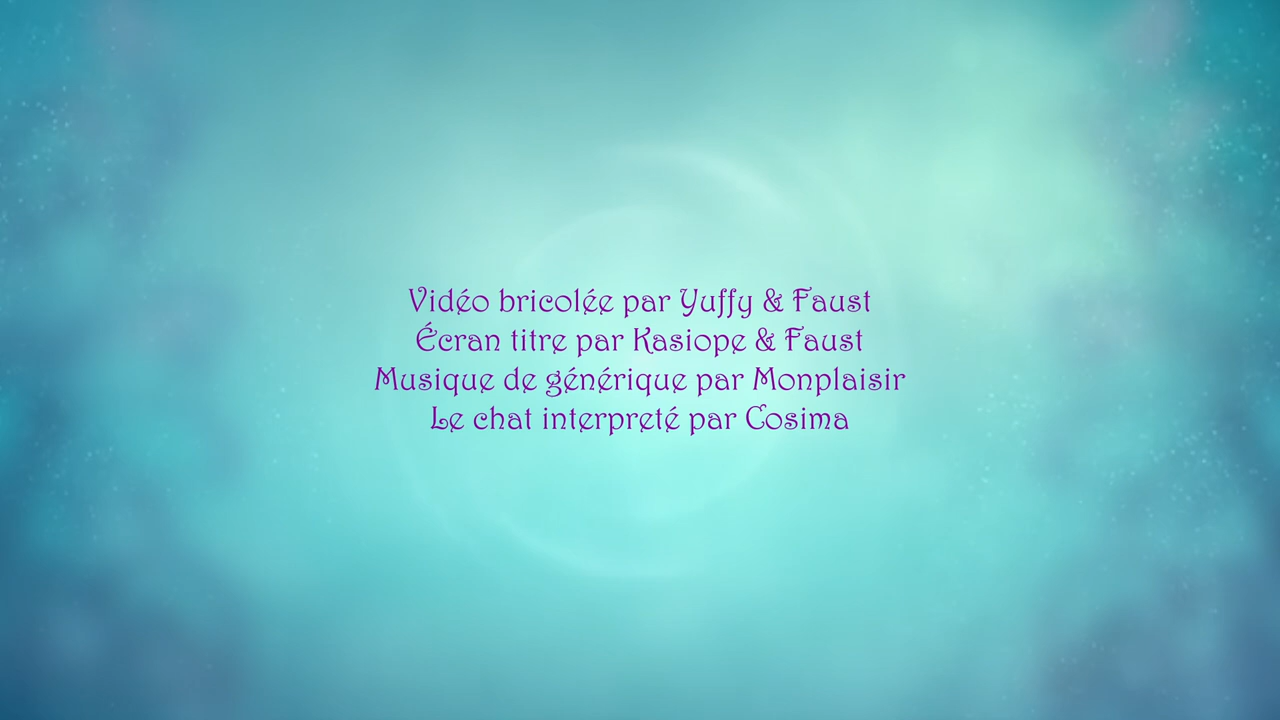 Vidéo bricolée par Yuffy & Faust
Écran titre par Kasiope & Faust
Musique de générique par Monplaisir
Le chat interpreté par Cosima